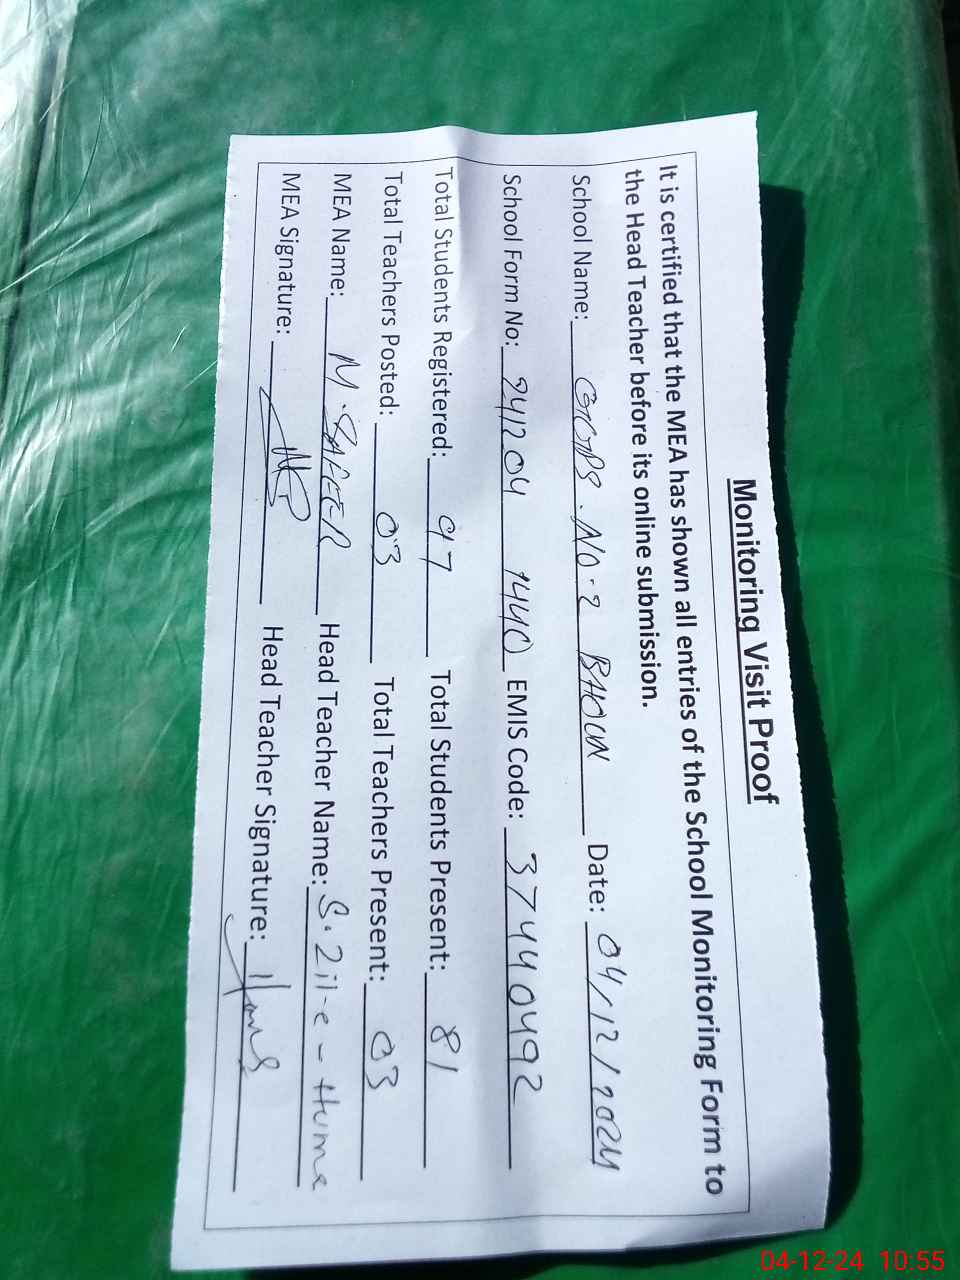 Monitoring Visit Proof
It is certified that the MEA has shown all entries of the School Monitoring Form to
the Head Teacher before its online submission.
School Name: GGPS. NO. 2 BHOUN Date: 04/12/2024
School Form No: 241204 1440 EMIS Code: 37440492
Total Students Registered: 97 Total Students Present: 81
Total Teachers Posted: 03 Total Teachers Present: 03
MEA Name: M. SAFEER Head Teacher Name: S. Zil-e-Huma
MEA Signature: Head Teacher Signature:
04-12-24 10:55